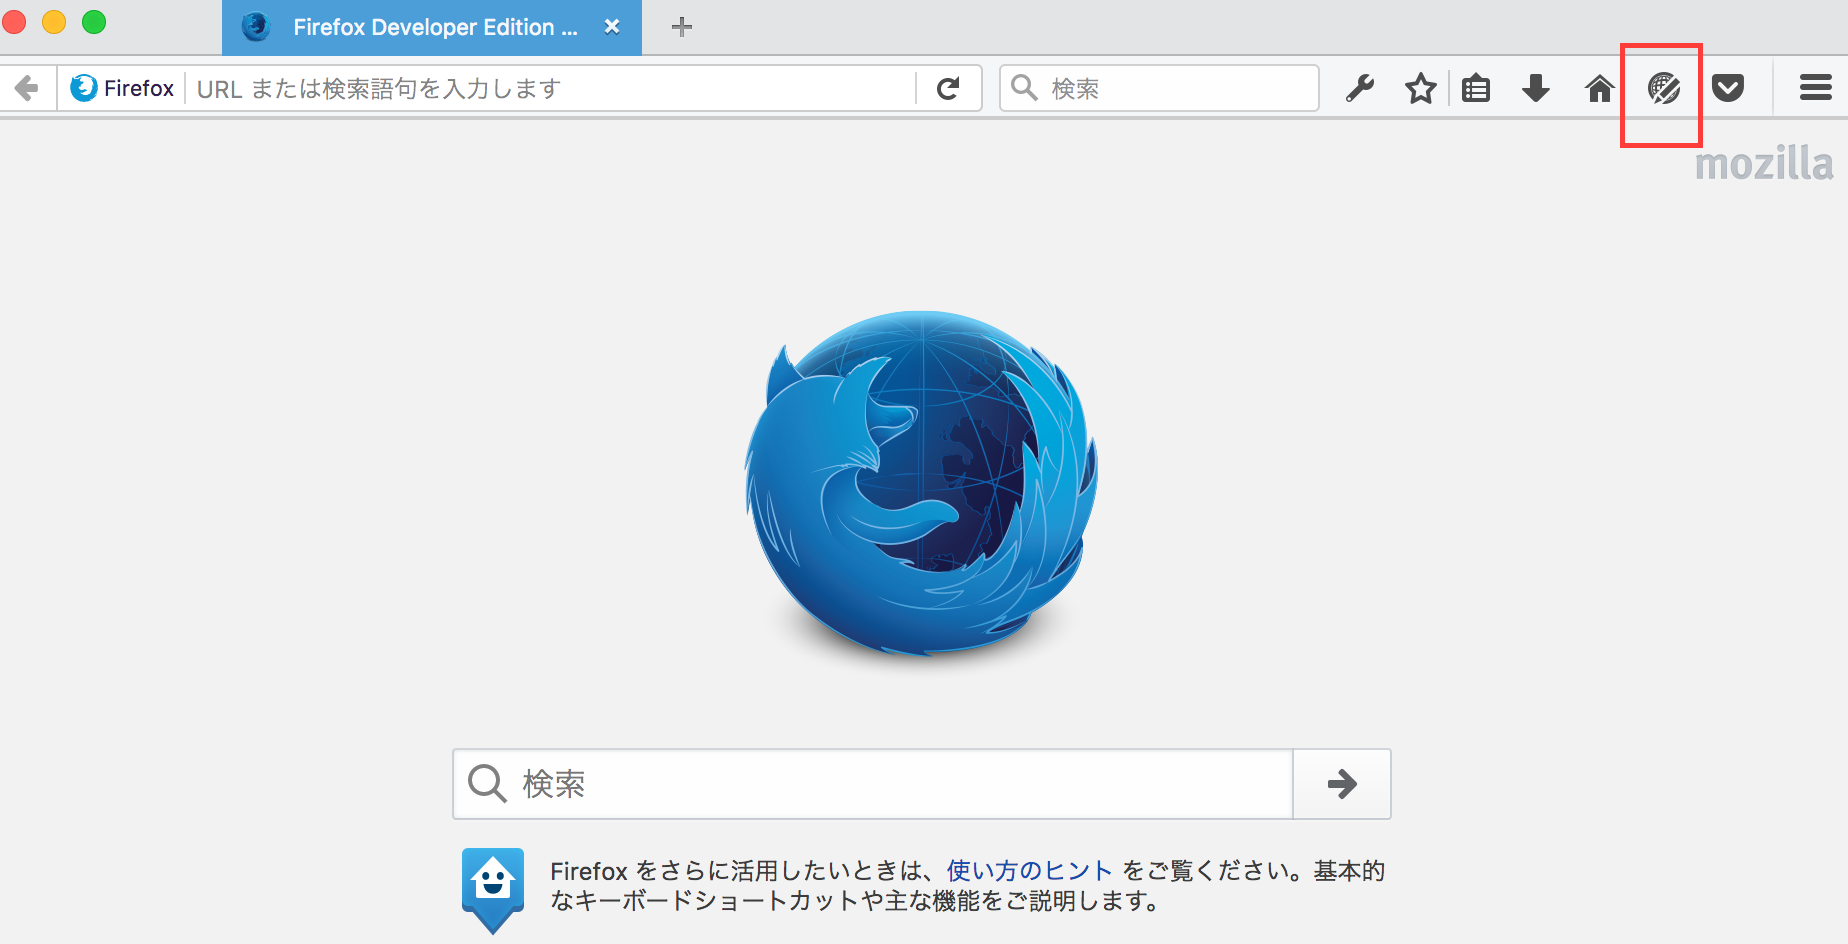 Firefox Developer Edition ...
Firefox
URL または検索語句を入力します
検索
mozilla
検索
Firefox をさらに活用したいときは、使い方のヒント をご覧ください。基本的
なキーボードショートカットや主な機能をご説明します。